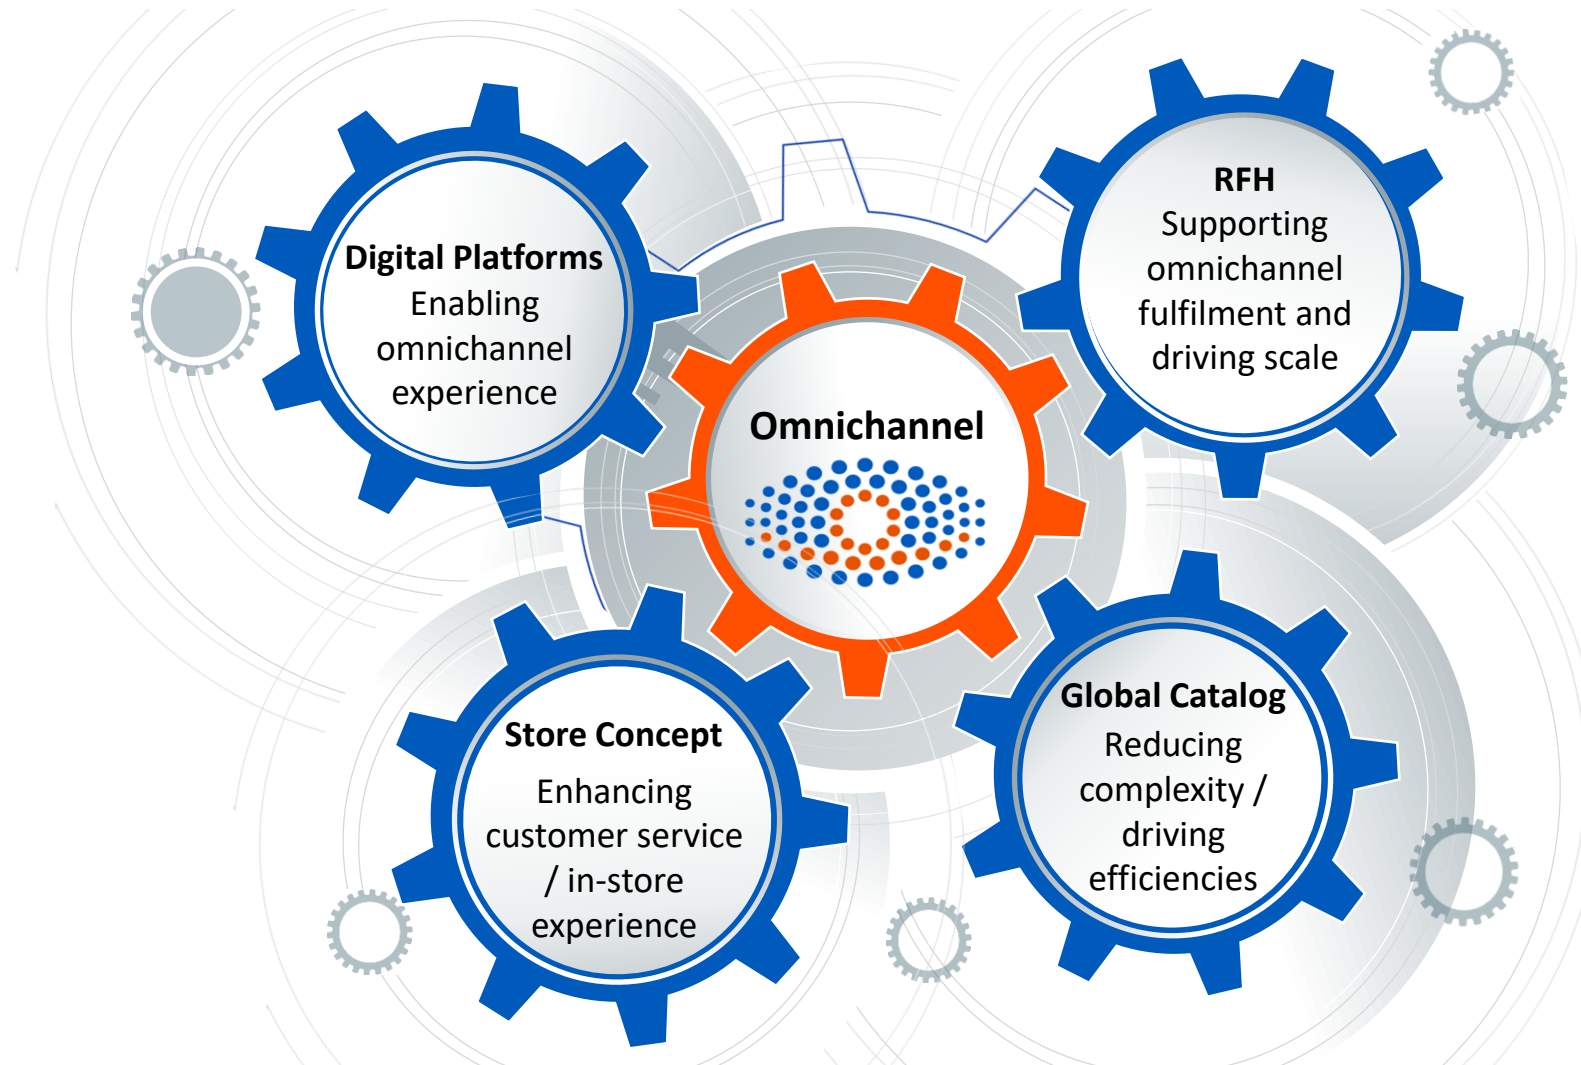 Digital Platforms
Enabling
omnichannel
experience
RFH
Supporting
omnichannel
fulfilment and
driving scale
Omnichannel
Store Concept
Enhancing
customer service
/ in-store
experience
Global Catalog
Reducing
complexity /
driving
efficiencies